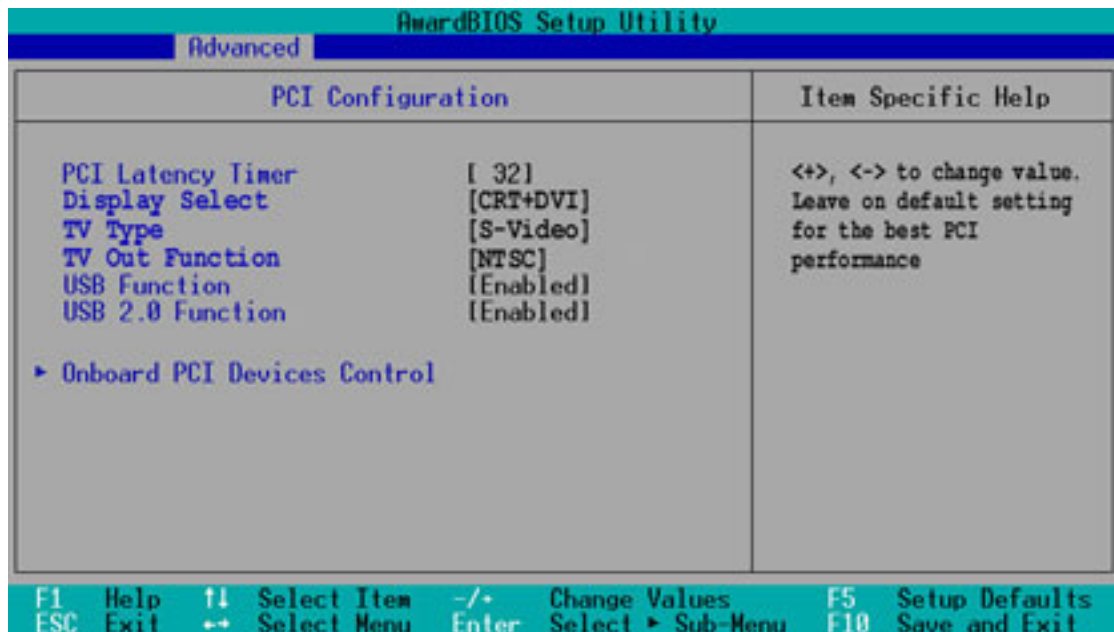 AwardBIOS Setup Utility
Advanced
PCI Configuration
Item Specific Help
PCI Latency Timer [ 32]
Display Select [CRT+DVI]
TV Type [S-Video]
TV Out Function [NTSC]
USB Function [Enabled]
USB 2.0 Function [Enabled]
▸ Onboard PCI Devices Control
<+>, <-> to change value.
Leave on default setting
for the best PCI
performance
F1 Help ↑↓ Select Item -/+ Change Values F5 Setup Defaults
ESC Exit ←→ Select Menu Enter Select ▸ Sub-Menu F10 Save and Exit